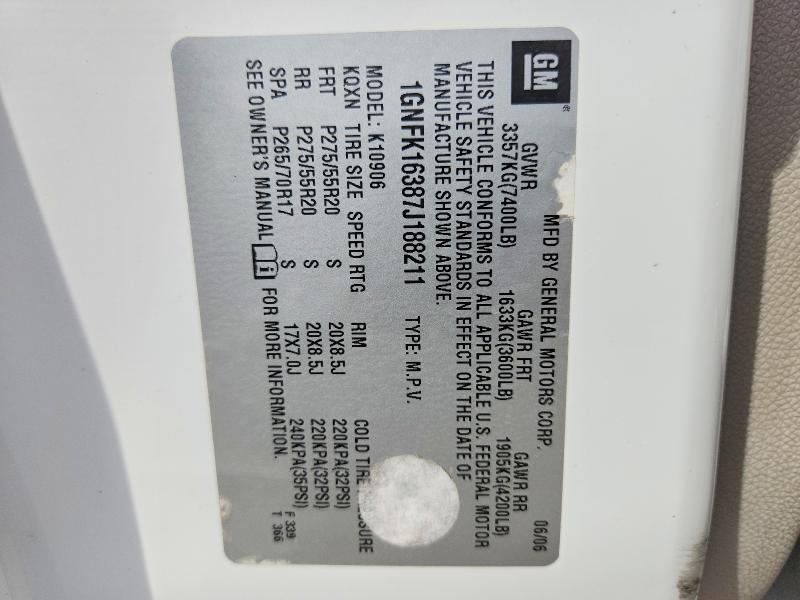 GM
®
MFD BY GENERAL MOTORS CORP. 06/06
GVWR GAWR FRT GAWR RR
3357KG(7400LB) 1633KG(3600LB) 1905KG(4200LB)
THIS VEHICLE CONFORMS TO ALL APPLICABLE U.S. FEDERAL MOTOR
VEHICLE SAFETY STANDARDS IN EFFECT ON THE DATE OF
MANUFACTURE SHOWN ABOVE.
1GNFK16387J188211 TYPE: M.P.V.
MODEL: K10906
KQXN TIRE SIZE SPEED RTG RIM COLD TIRE
FRT P275/55R20 S 20X8.5J 220KPA(32PSI)
RR P275/55R20 S 20X8.5J 220KPA(32PSI)
SPA P265/70R17 S 17X7.0J 240KPA(35PSI)
SEE OWNER'S MANUAL i FOR MORE INFORMATION.
F 339
T 366